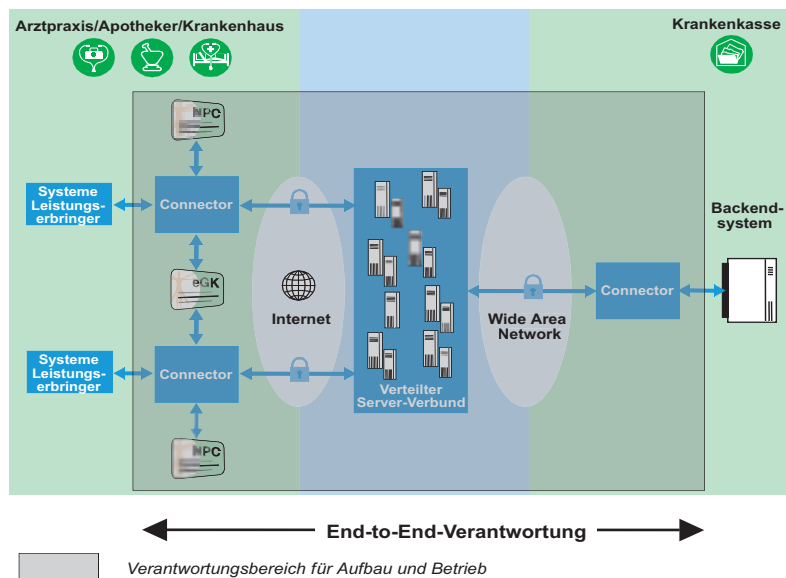 Arztpraxis/Apotheker/Krankenhaus
Krankenkasse
NPC
Systeme
Leistungs-
erbringer
Connector
eGK
Internet
Systeme
Leistungs-
erbringer
Connector
NPC
Verteilter
Server-Verbund
Wide Area
Network
Connector
Backend-
system
End-to-End-Verantwortung
Verantwortungsbereich für Aufbau und Betrieb